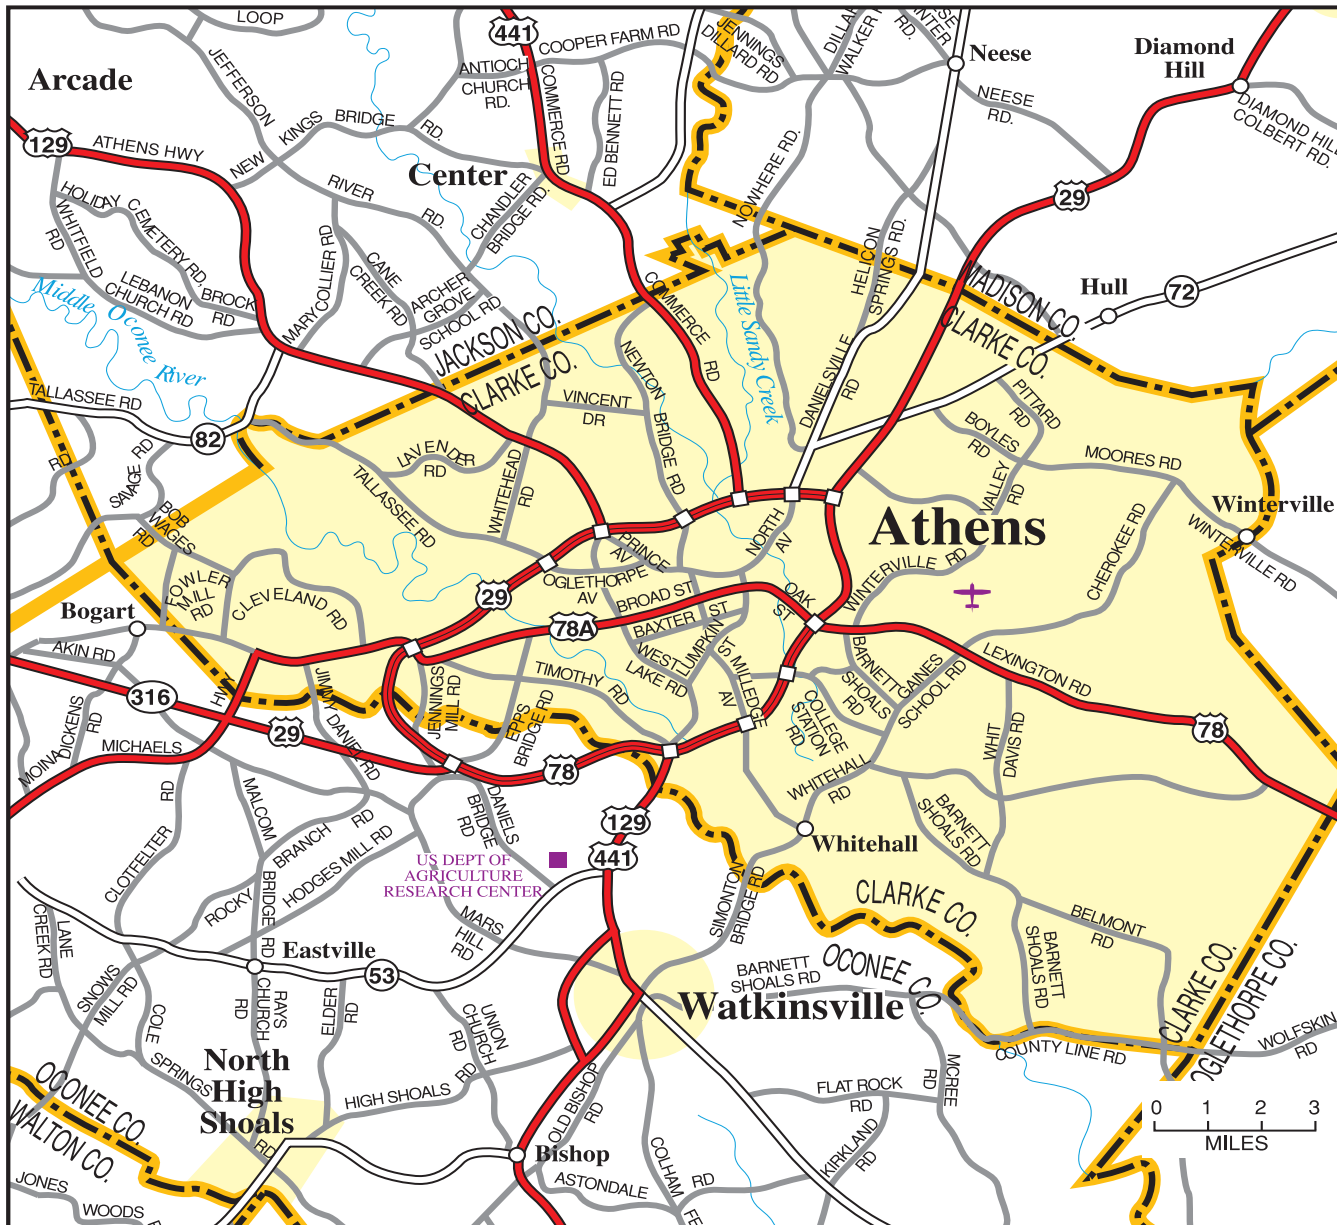 LOOP
441
COOPER FARM RD
JENNINGS
DILLARD RD
WALKER
RD.
Neese
Diamond
Hill
Arcade
JEFFERSON
ANTIOCH
CHURCH
RD.
COMMERCE RD
ED BENNETT RD
NEESE
RD.
DIAMOND HILL
COLBERT RD.
129
ATHENS HWY
NEW KINGS BRIDGE RD.
Center
RIVER RD.
CHANDLER
BRIDGE RD.
NOWHERE RD.
29
HOLIDAY CEMETERY RD.
WHITFIELD
RD
LEBANON
CHURCH RD
BROCK
RD
MARY COLLIER RD
CANE
CREEK RD
ARCHER
GROVE
SCHOOL RD
HELICON
SPRINGS RD.
MADISON CO.
CLARKE CO.
Hull
72
Middle Oconee River
JACKSON CO.
CLARKE CO.
COMMERCE
RD
Little Sandy Creek
DANIELSVILLE
RD
TALLASSEE RD
82
VINCENT
DR
NEWTON BRIDGE RD
PITTARD
RD
BOYLES
MOORES RD
LAVENDER
RD
TALLASSEE RD
WHITEHEAD
RD
VALLEY
RD
RD
SAVAGE RD
BOB
WAGES
RD
NORTH
AV
Athens
Winterville
WINTERVILLE RD
CHEROKEE RD
PRINCE
AV
OGLETHORPE
AV
WINTERVILLE RD
FOWLER
MILL
RD
CLEVELAND RD
29
78A
BROAD ST
BAXTER ST
OAK
ST
Bogart
AKIN RD
WEST
LAKE RD
LUMPKIN
ST
MILLEDGE
AV
BARNETT
SHOALS
RD
GAINES
SCHOOL RD
LEXINGTON RD
TIMOTHY RD
316
HWY
JIMMY DANIEL RD
JENNINGS
MILL RD
EPPS
BRIDGE RD
COLLEGE
STATION
RD
WHIT
DAVIS RD
78
29
MOINA
DICKENS
RD
MICHAELS
78
WHITEHALL
RD
CLOTFELTER
RD
MALCOM
BRIDGE
RD
BRANCH
RD
ROCKY
HODGES MILL RD
DANIELS
BRIDGE
RD
129
441
Whitehall
BARNETT
SHOALS RD
US DEPT OF
AGRICULTURE
RESEARCH CENTER
CLARKE CO.
SIMONTON
BRIDGE RD
BELMONT
RD
LANE
CREEK RD
Eastville
53
MARS
HILL
RD
BARNETT
SHOALS RD
OCONEE CO.
BARNETT
SHOALS RD
CLARKE CO.
OGLETHORPE CO.
SNOWS
MILL RD
COLE
SPRINGS
RD
RAYS
CHURCH
RD
ELDER
RD
UNION
CHURCH
RD
Watkinsville
COUNTY LINE RD
WOLFSKIN
RD
North
High
Shoals
OCONEE CO.
WALTON CO.
HIGH SHOALS RD
OLD BISHOP
RD
FLAT ROCK
RD
MCREE
RD
KIRKLAND
RD
Bishop
ASTONDALE RD
COLHAM
JONES
WOODS
0 1 2 3
MILES